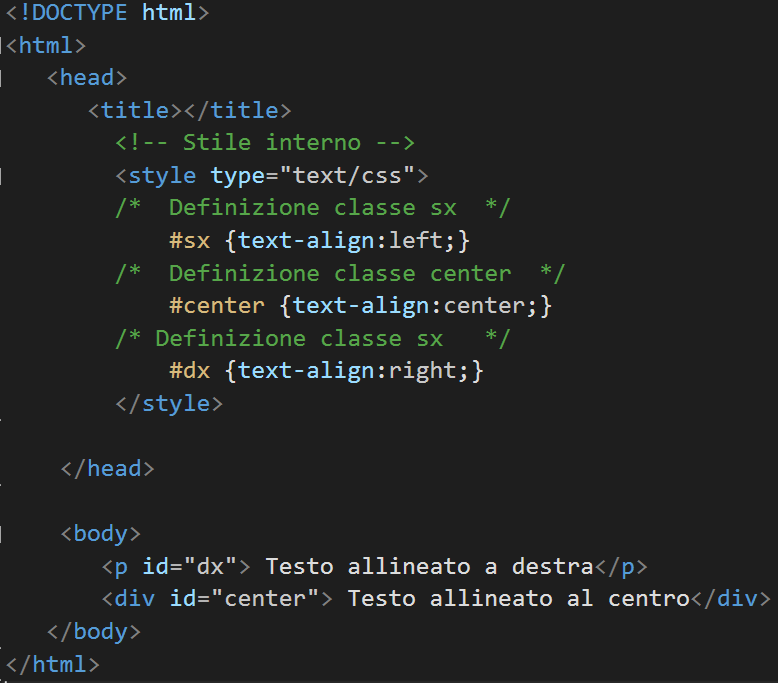 <!DOCTYPE html>
<html>
<head>
<title></title>
<!-- Stile interno -->
<style type="text/css">
/*  Definizione classe sx  */
#sx {text-align:left;}
/*  Definizione classe center  */
#center {text-align:center;}
/* Definizione classe sx   */
#dx {text-align:right;}
</style>
</head>
<body>
<p id="dx"> Testo allineato a destra</p>
<div id="center"> Testo allineato al centro</div>
</body>
</html>